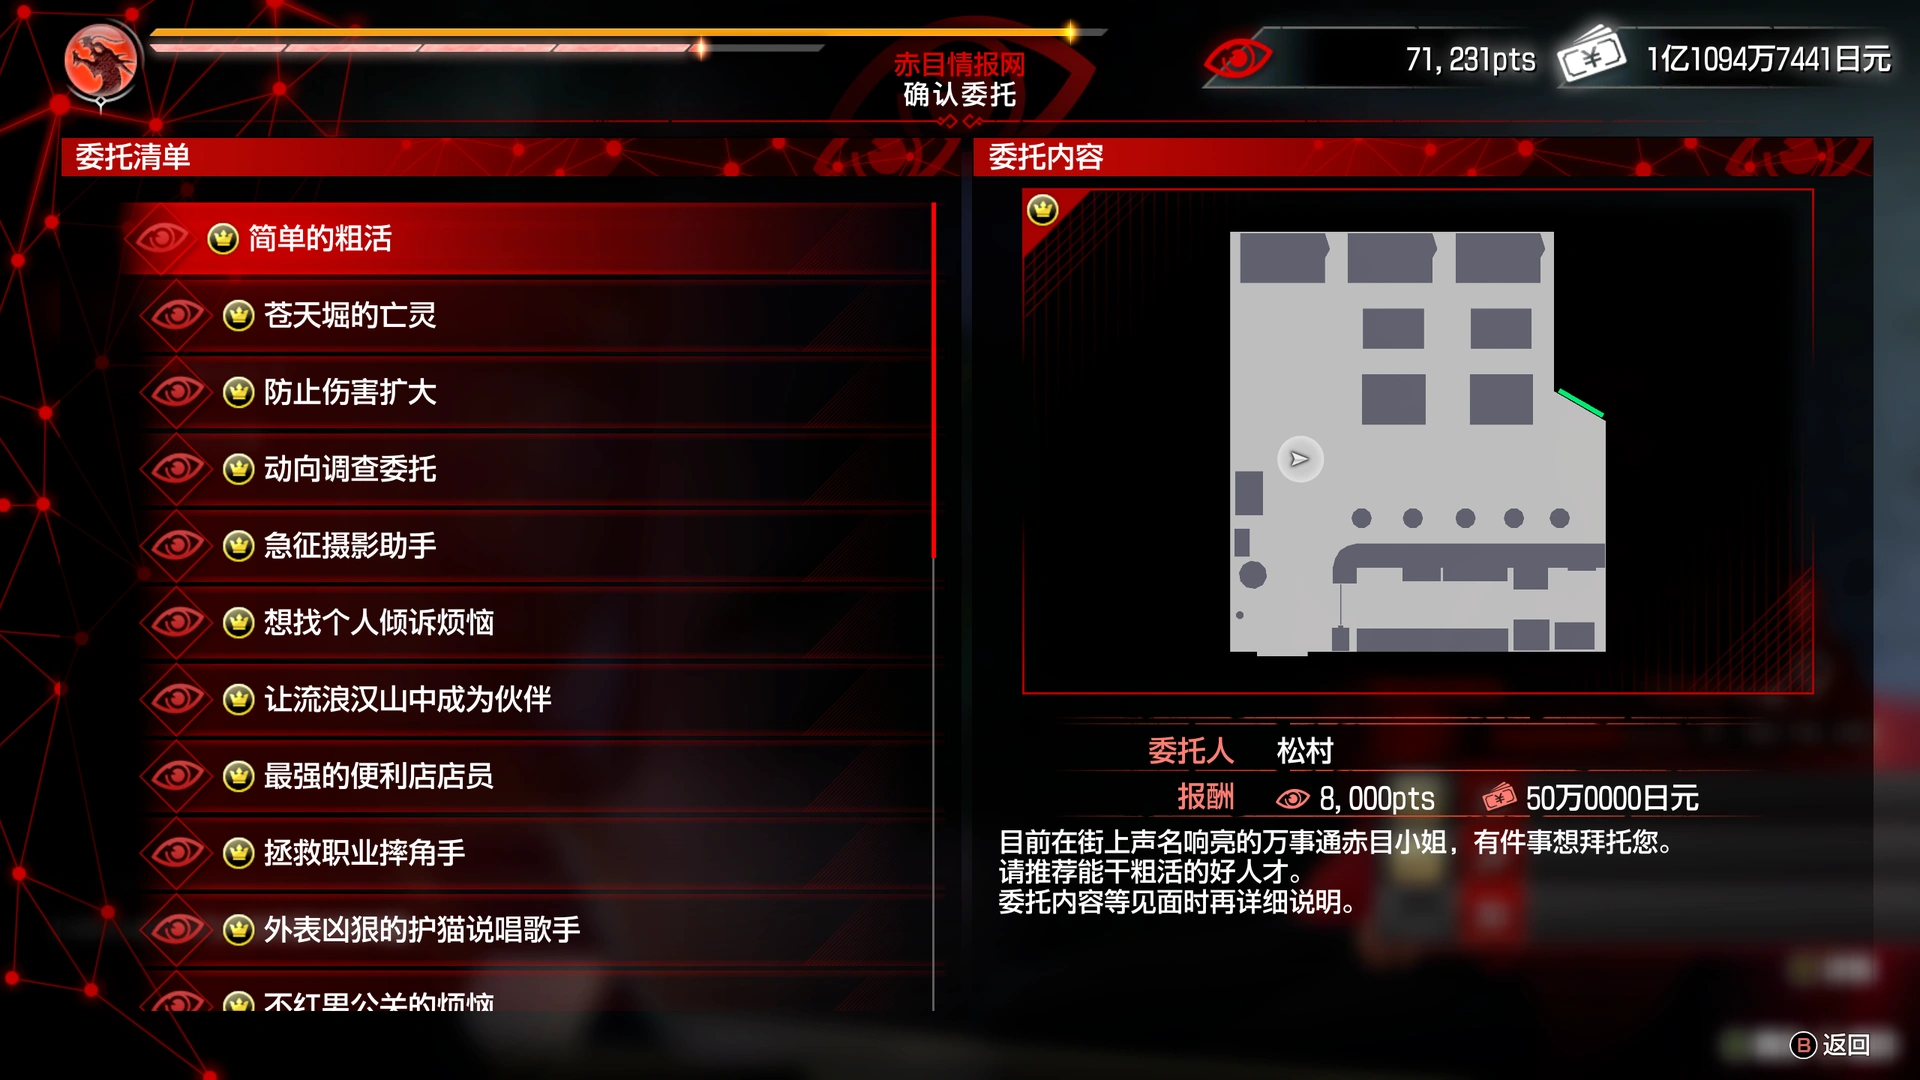 赤目情报网
确认委托
71,231pts
1亿1094万7441日元
委托清单
简单的粗活
苍天堀的亡灵
防止伤害扩大
动向调查委托
急征摄影助手
想找个人倾诉烦恼
让流浪汉山中成为伙伴
最强的便利店店员
拯救职业摔角手
外表凶狠的护猫说唱歌手
不红男公关的烦恼
委托内容
委托人 松村
报酬 8,000pts 50万0000日元
目前在街上声名响亮的万事通赤目小姐，有件事想拜托您。
请推荐能干粗活的好人才。
委托内容等见面时再详细说明。
B 返回